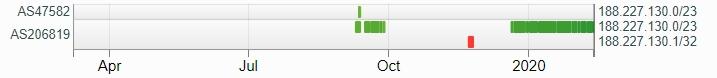 AS47582 188.227.130.0/23
188.227.130.0/23
AS206819
188.227.130.1/32
Apr Jul Oct 2020